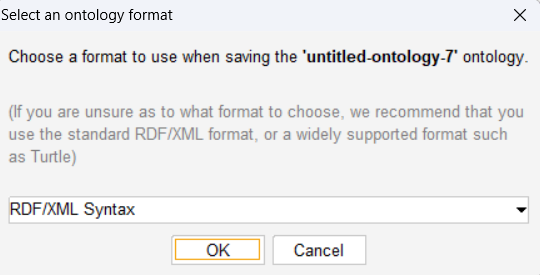 Select an ontology format
Choose a format to use when saving the 'untitled-ontology-7' ontology.
(If you are unsure as to what format to choose, we recommend that you
use the standard RDF/XML format, or a widely supported format such
as Turtle)
RDF/XML Syntax
OK
Cancel